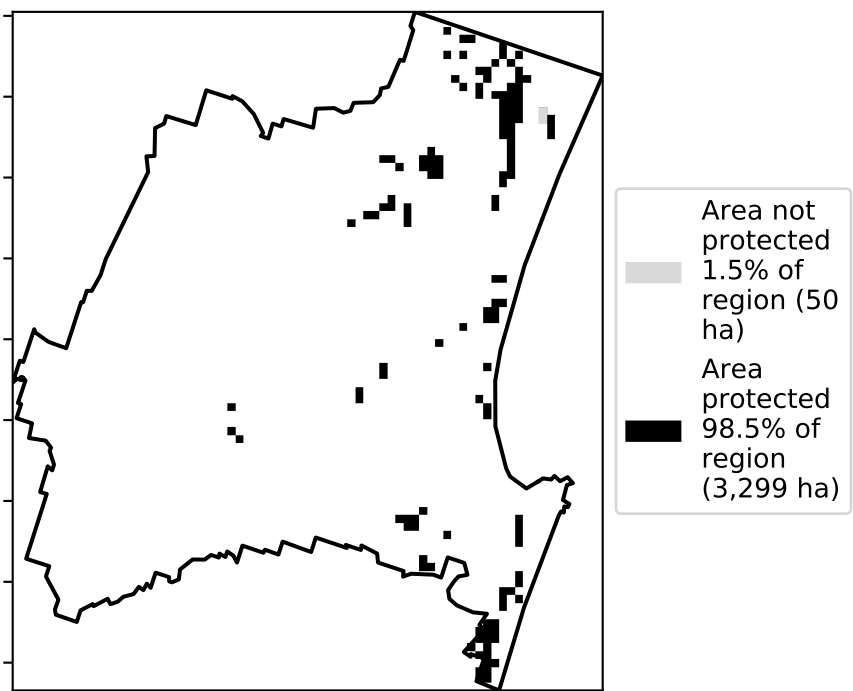 Area not
protected
1.5% of
region (50
ha)
Area
protected
98.5% of
region
(3,299 ha)